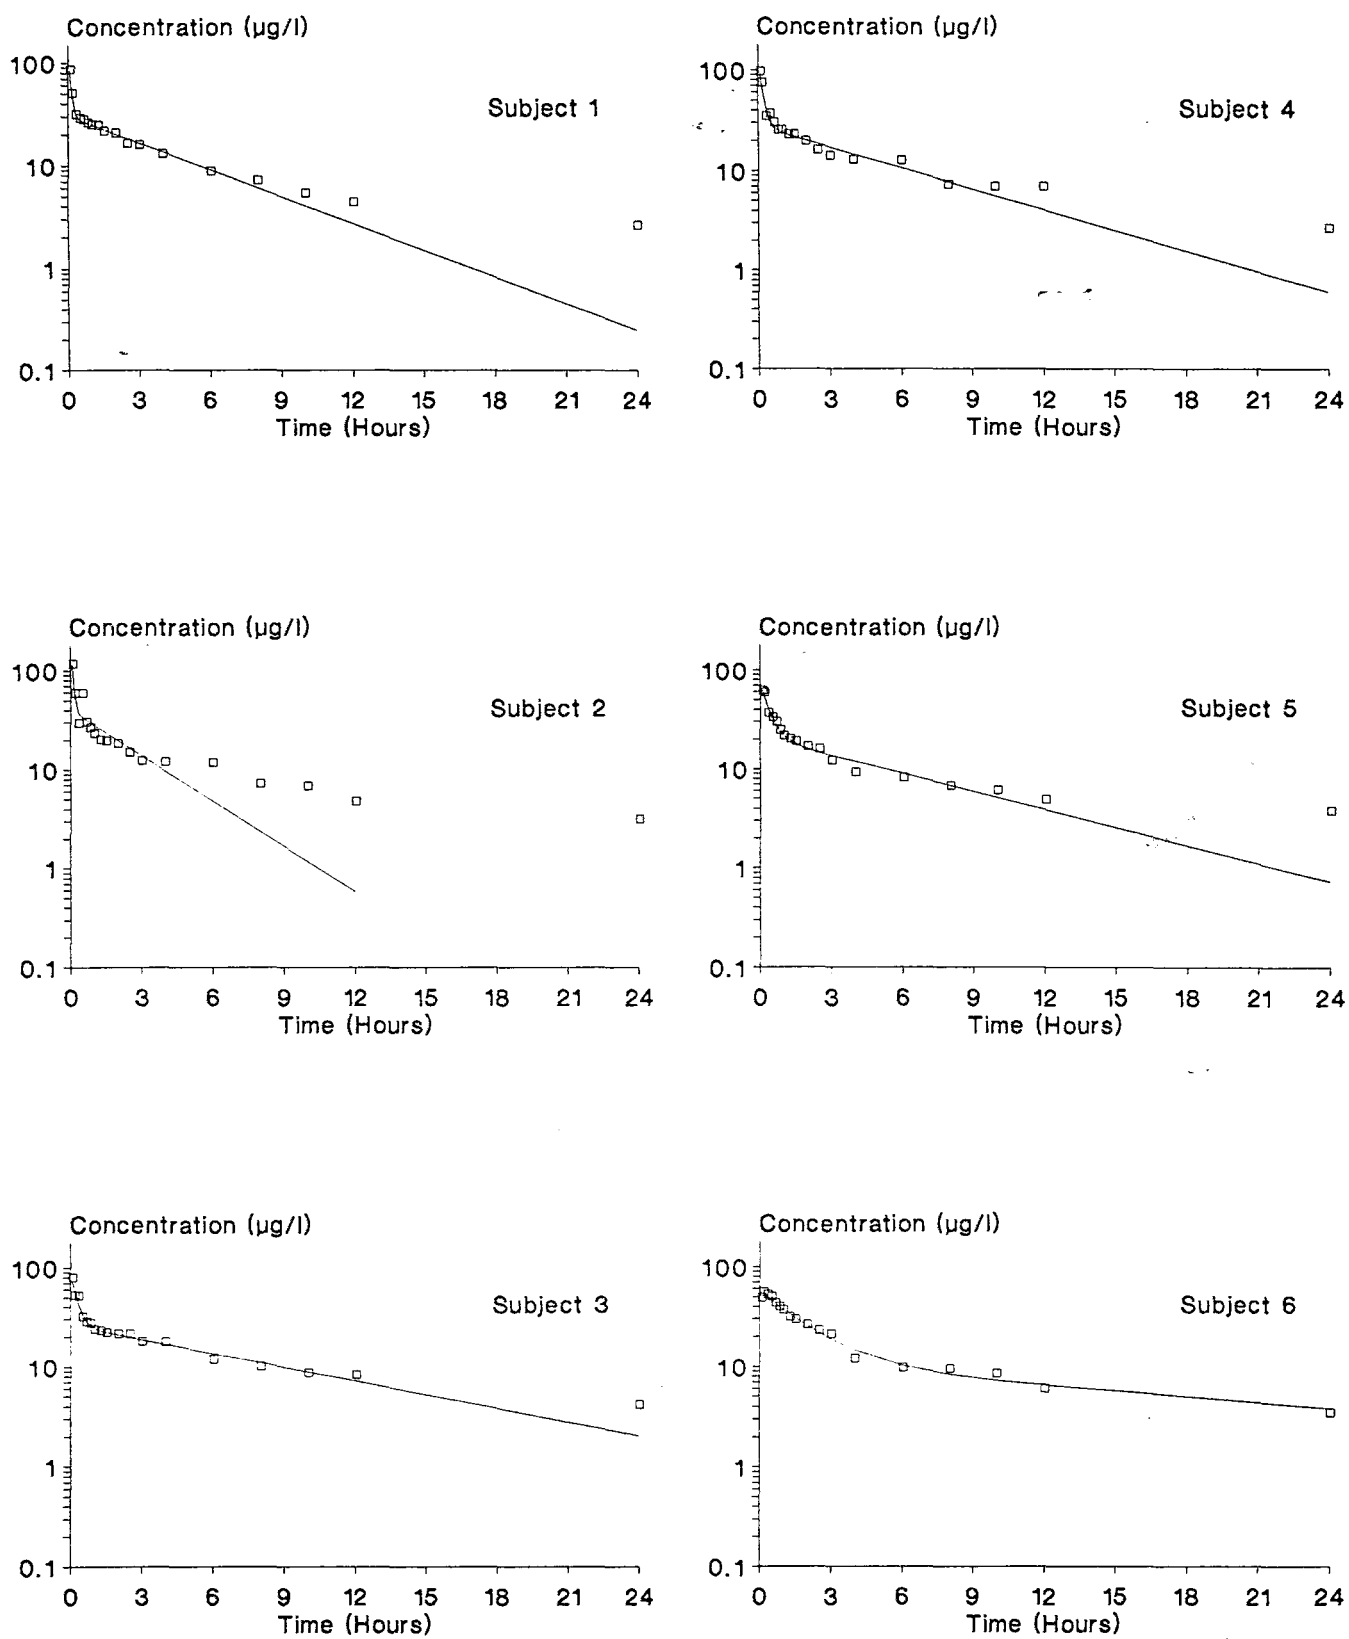 Concentration (µg/l)
100
10
1
0.1
Subject 1
0 3 6 9 12 15 18 21 24
Time (Hours)
Concentration (µg/l)
100
10
1
0.1
Subject 4
0 3 6 9 12 15 18 21 24
Time (Hours)
Concentration (µg/l)
100
10
1
0.1
Subject 2
0 3 6 9 12 15 18 21 24
Time (Hours)
Concentration (µg/l)
100
10
1
0.1
Subject 5
0 3 6 9 12 15 18 21 24
Time (Hours)
Concentration (µg/l)
100
10
1
0.1
Subject 3
0 3 6 9 12 15 18 21 24
Time (Hours)
Concentration (µg/l)
100
10
1
0.1
Subject 6
0 3 6 9 12 15 18 21 24
Time (Hours)